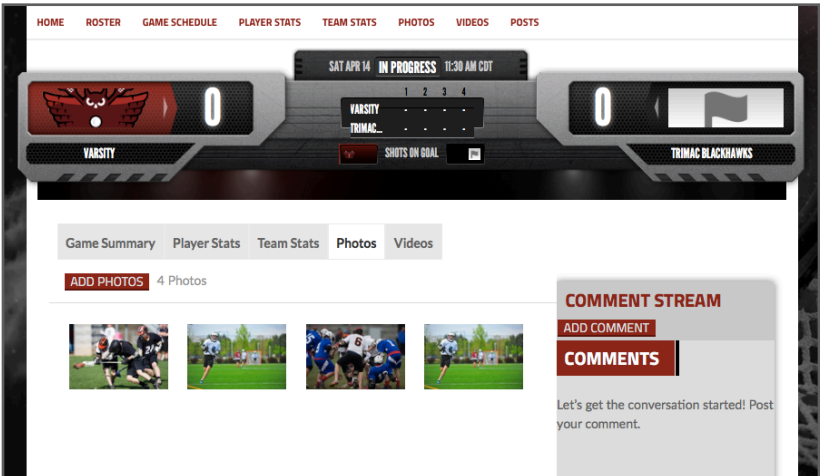 HOME ROSTER GAME SCHEDULE PLAYER STATS TEAM STATS PHOTOS VIDEOS POSTS
SAT APR 14 IN PROGRESS 11:30 AM CDT
0 0
1 2 3 4
VARSITY - - - -
TRIMAC... - - - -
SHOTS ON GOAL
VARSITY TRIMAC BLACKHAWKS
Game Summary Player Stats Team Stats Photos Videos
ADD PHOTOS 4 Photos
COMMENT STREAM
ADD COMMENT
COMMENTS
Let's get the conversation started! Post
your comment.